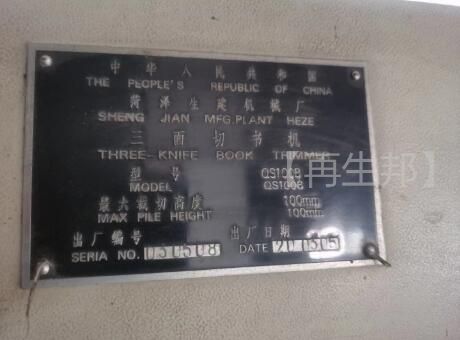 中华人民共和国
THE PEOPLE'S REPUBLIC OF CHINA
菏泽生建机械厂
SHENG JIAN MFG.PLANT HEZE
三面切书机
THREE-KNIFE BOOK TRIMMER
型号 QS100B
MODEL QS100B
最大裁切高度 100mm
MAX PILE HEIGHT 100mm
出厂编号 出厂日期
SERIA NO. 030508 DATE 20 0305
【再生邦】